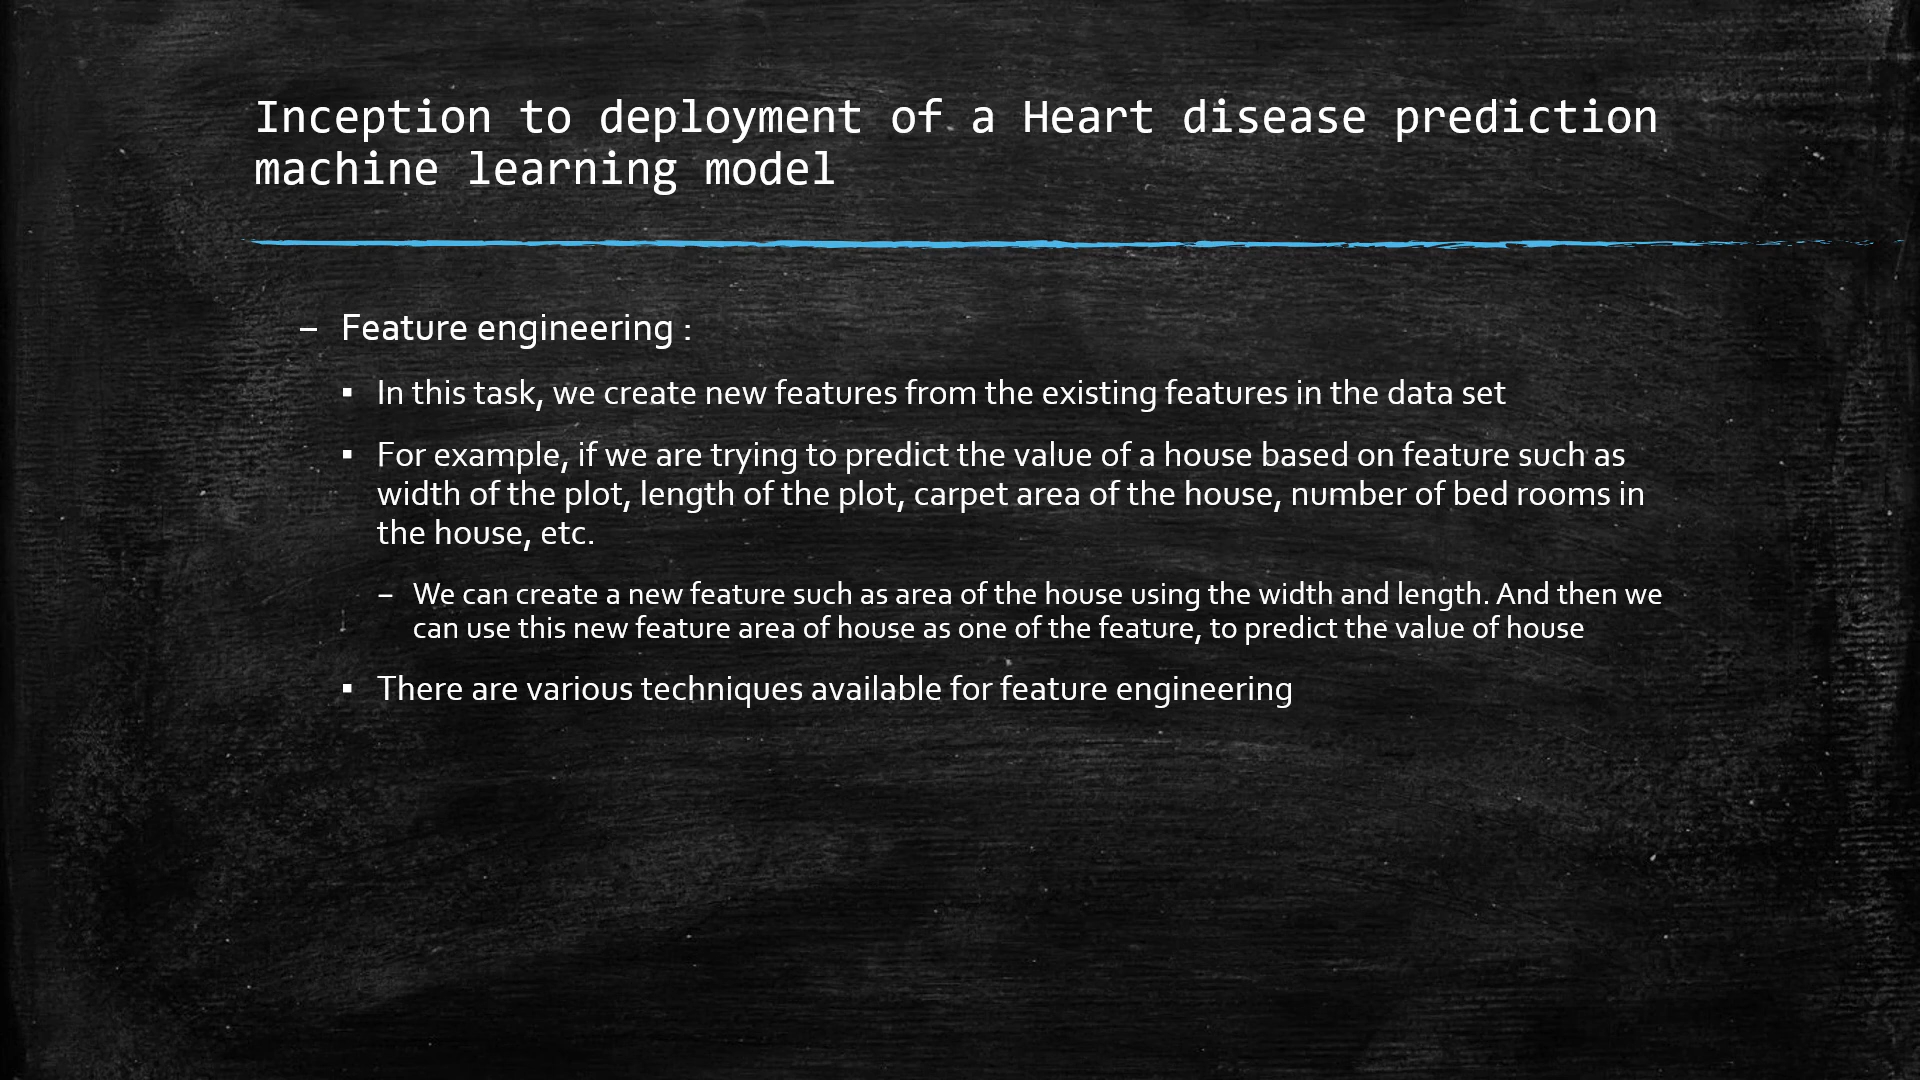 Inception to deployment of a Heart disease prediction
machine learning model
– Feature engineering :
▪ In this task, we create new features from the existing features in the data set
▪ For example, if we are trying to predict the value of a house based on feature such as
width of the plot, length of the plot, carpet area of the house, number of bed rooms in
the house, etc.
– We can create a new feature such as area of the house using the width and length. And then we
can use this new feature area of house as one of the feature, to predict the value of house
▪ There are various techniques available for feature engineering